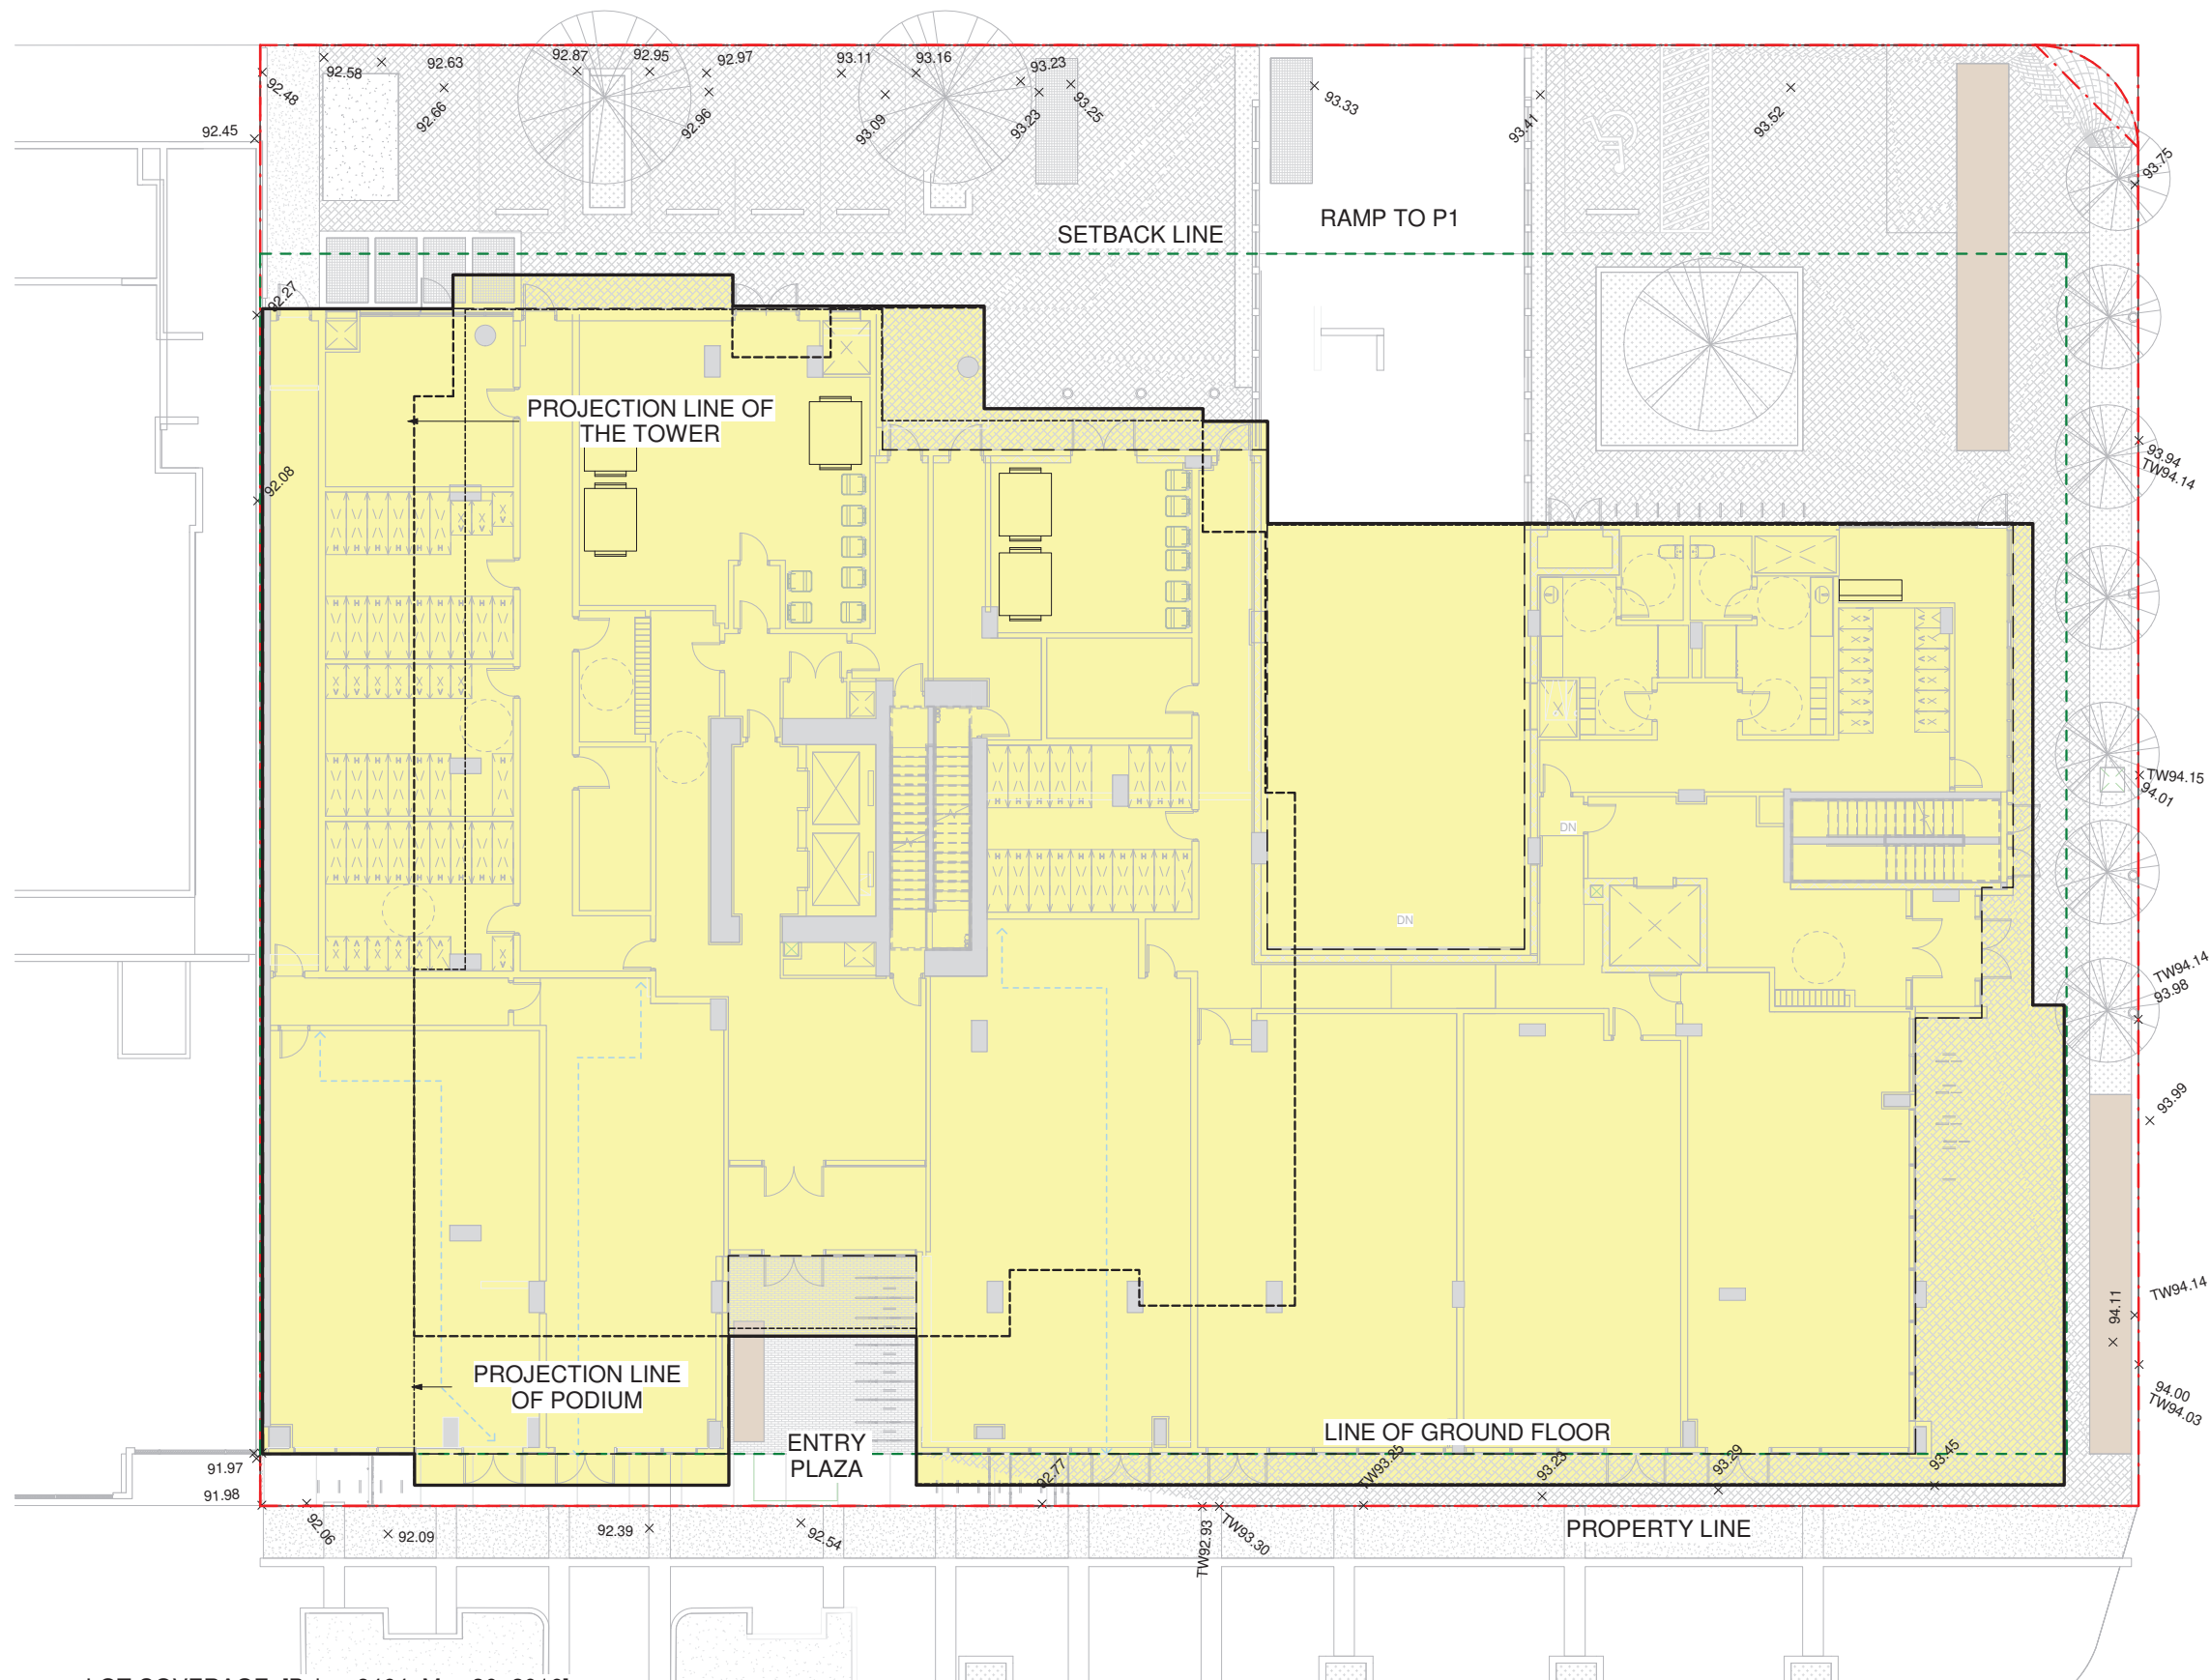 92.58
92.63
92.87
92.95
92.97
93.11
93.16
93.23
92.48
92.66
92.96
93.09
93.23
93.25
93.33
93.41
93.52
92.45
93.75
RAMP TO P1
SETBACK LINE
92.27
PROJECTION LINE OF
THE TOWER
92.08
93.94
TW94.14
TW94.15
94.01
DN
DN
TW94.14
93.98
93.99
TW94.14
94.11
PROJECTION LINE
OF PODIUM
94.00
TW94.03
LINE OF GROUND FLOOR
ENTRY
PLAZA
91.97
92.77
TW93.25
93.23
93.29
93.45
91.98
92.06
92.09
92.39
92.54
TW92.93
TW93.30
PROPERTY LINE